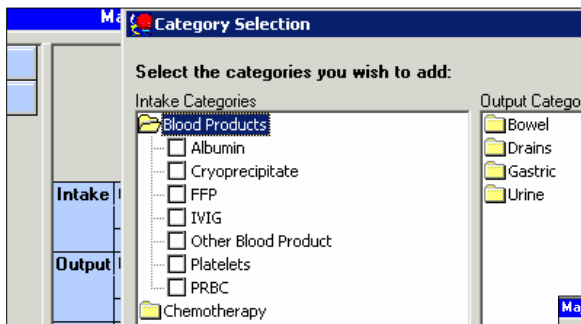 Ma
Category Selection
Select the categories you wish to add:
Intake Categories
Blood Products
Albumin
Cryoprecipitate
FFP
IVIG
Other Blood Product
Platelets
PRBC
Chemotherapy
Output Catego
Bowel
Drains
Gastric
Urine
Intake
Output
Ma